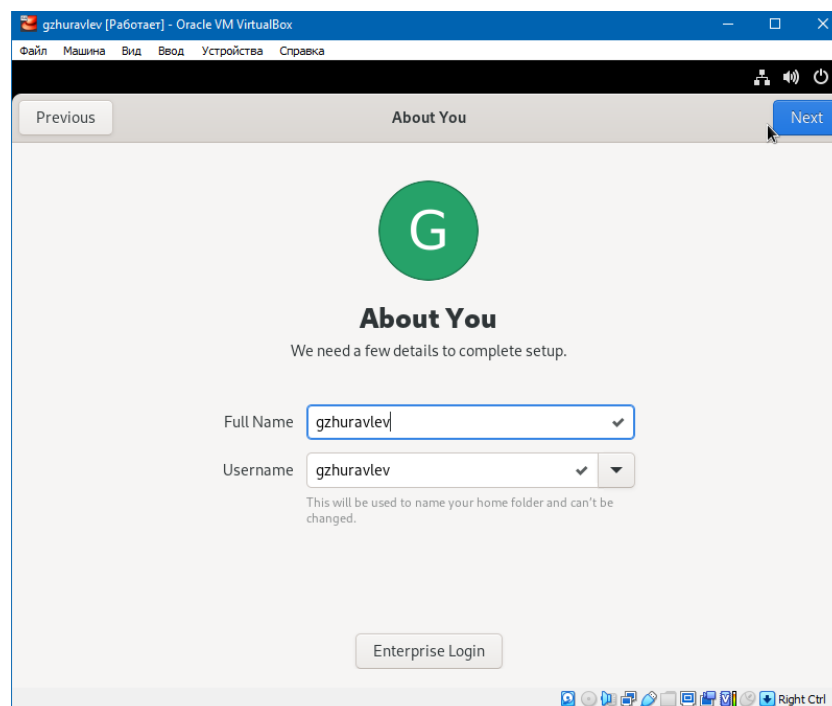 gzhuravlev [Работает] - Oracle VM VirtualBox
Файл Машина Вид Ввод Устройства Справка
Previous About You Next
G
About You
We need a few details to complete setup.
Full Name gzhuravlev
Username gzhuravlev
This will be used to name your home folder and can't be
changed.
Enterprise Login
Right Ctrl